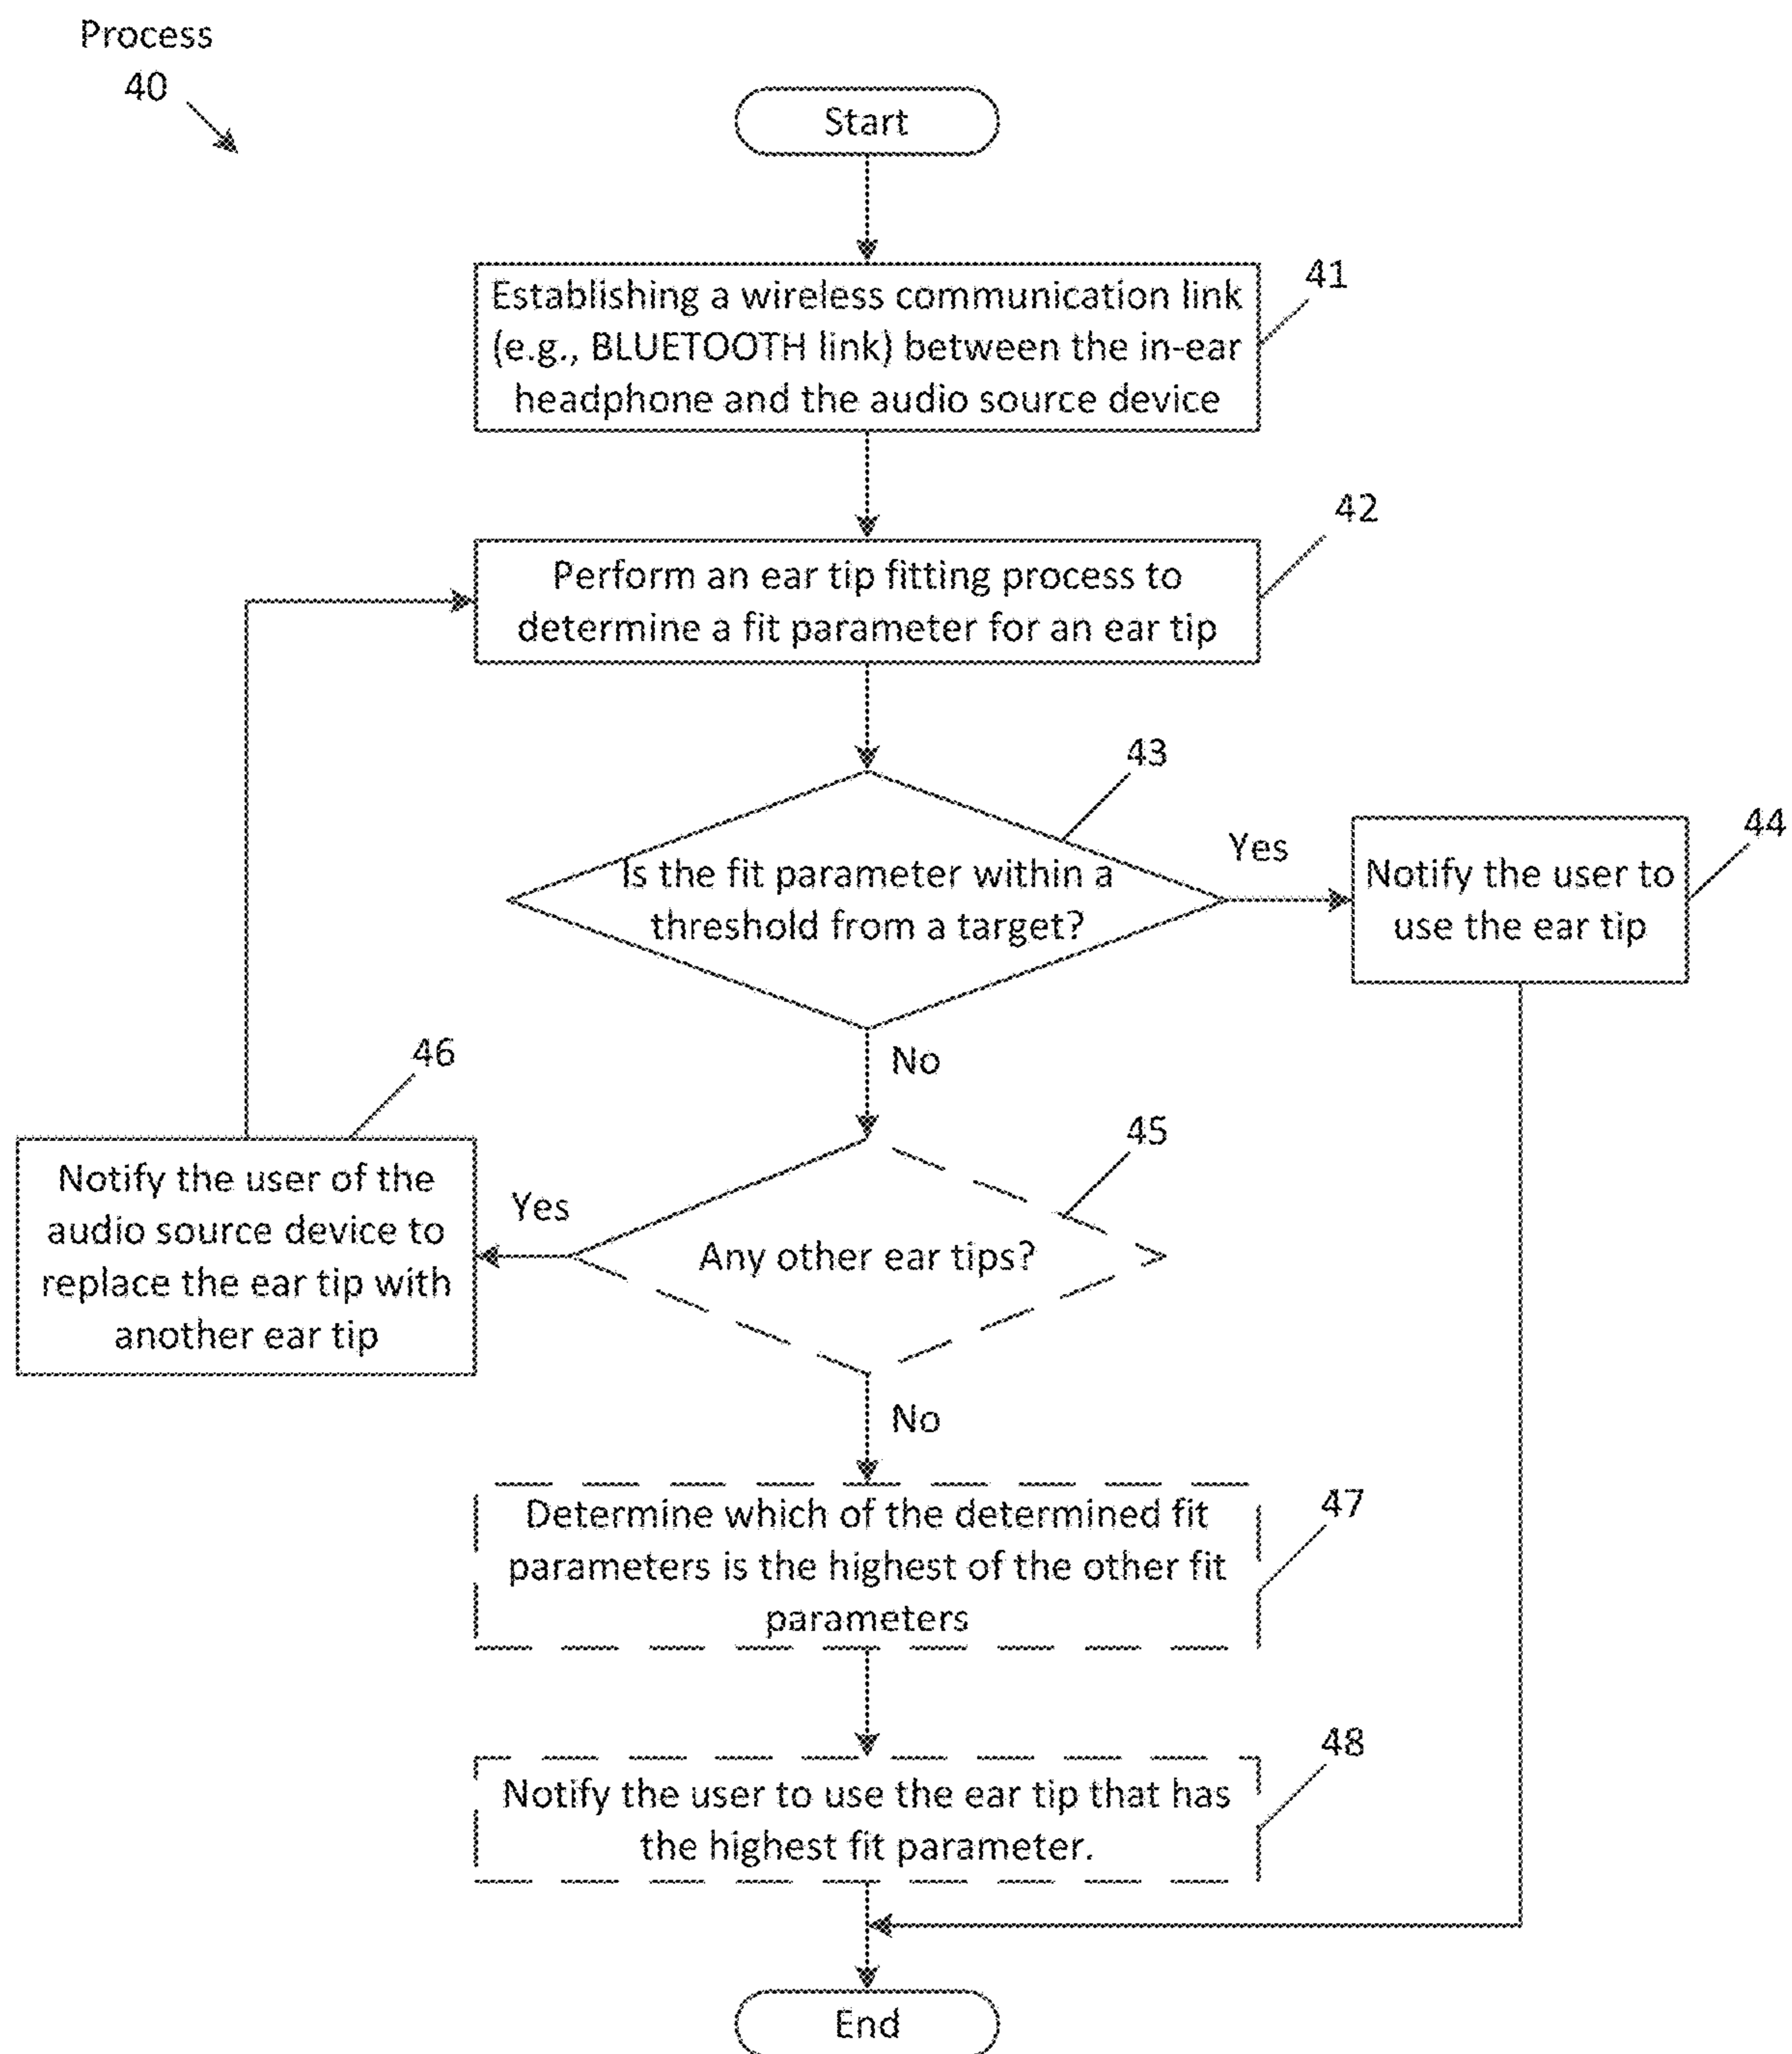 Process
40
Start
Establishing a wireless communication link
(e.g., BLUETOOTH link) between the in-ear
headphone and the audio source device
41
Perform an ear tip fitting process to
determine a fit parameter for an ear tip
42
Is the fit parameter within a
threshold from a target?
43
Yes
Notify the user to
use the ear tip
44
No
Any other ear tips?
45
Yes
Notify the user of the
audio source device to
replace the ear tip with
another ear tip
46
No
Determine which of the determined fit
parameters is the highest of the other fit
parameters
47
Notify the user to use the ear tip that has
the highest fit parameter.
48
End